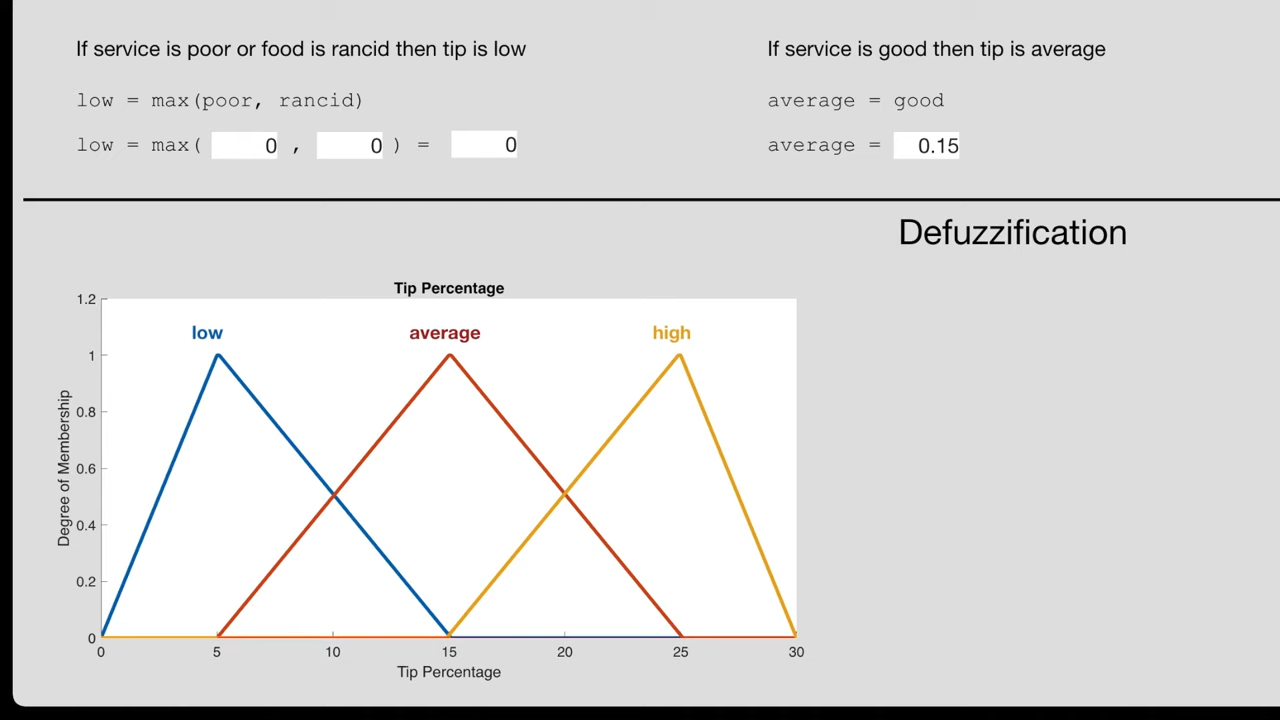 If service is poor or food is rancid then tip is low
low = max(poor, rancid)
low = max( 0 , 0 ) = 0
If service is good then tip is average
average = good
average = 0.15
Defuzzification
Tip Percentage
low
average
high
Degree of Membership
1.2
1
0.8
0.6
0.4
0.2
0
0 5 10 15 20 25 30
Tip Percentage